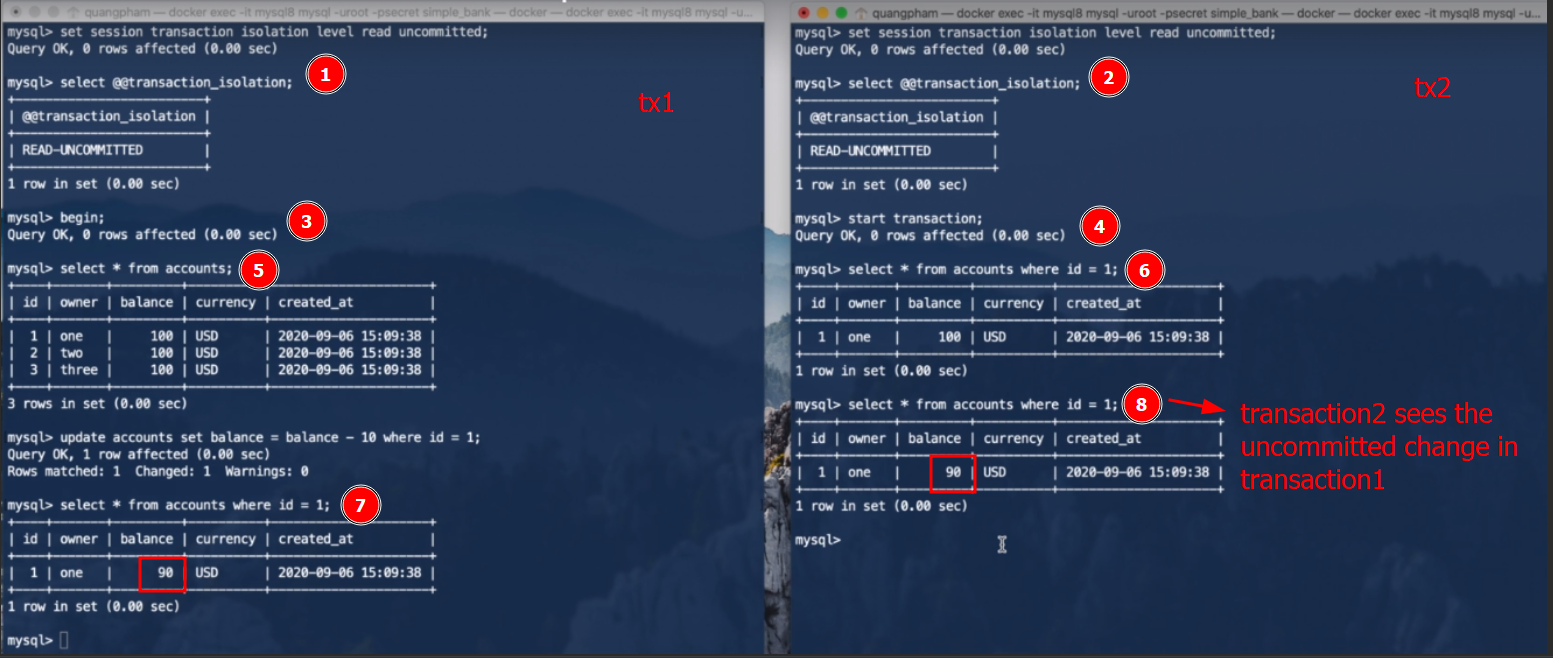 quangpham — docker exec -it mysql8 mysql -uroot -psecret simple_bank — docker — docker exec -it mysql8 mysql -u...
mysql> set session transaction isolation level read uncommitted;
Query OK, 0 rows affected (0.00 sec)
mysql> select @@transaction_isolation;
1
tx1
+-------------------------+
| @@transaction_isolation |
+-------------------------+
| READ-UNCOMMITTED        |
+-------------------------+
1 row in set (0.00 sec)
mysql> begin;
3
Query OK, 0 rows affected (0.00 sec)
mysql> select * from accounts;
5
+----+-------+---------+----------+---------------------+
| id | owner | balance | currency | created_at          |
+----+-------+---------+----------+---------------------+
|  1 | one   |     100 | USD      | 2020-09-06 15:09:38 |
|  2 | two   |     100 | USD      | 2020-09-06 15:09:38 |
|  3 | three |     100 | USD      | 2020-09-06 15:09:38 |
+----+-------+---------+----------+---------------------+
3 rows in set (0.00 sec)
mysql> update accounts set balance = balance - 10 where id = 1;
Query OK, 1 row affected (0.00 sec)
Rows matched: 1  Changed: 1  Warnings: 0
mysql> select * from accounts where id = 1;
7
+----+-------+---------+----------+---------------------+
| id | owner | balance | currency | created_at          |
+----+-------+---------+----------+---------------------+
|  1 | one   |      90 | USD      | 2020-09-06 15:09:38 |
+----+-------+---------+----------+---------------------+
1 row in set (0.00 sec)
mysql>
quangpham — docker exec -it mysql8 mysql -uroot -psecret simple_bank — docker — docker exec -it mysql8 mysql -u...
mysql> set session transaction isolation level read uncommitted;
Query OK, 0 rows affected (0.00 sec)
mysql> select @@transaction_isolation;
2
tx2
+-------------------------+
| @@transaction_isolation |
+-------------------------+
| READ-UNCOMMITTED        |
+-------------------------+
1 row in set (0.00 sec)
mysql> start transaction;
4
Query OK, 0 rows affected (0.00 sec)
mysql> select * from accounts where id = 1;
6
+----+-------+---------+----------+---------------------+
| id | owner | balance | currency | created_at          |
+----+-------+---------+----------+---------------------+
|  1 | one   |     100 | USD      | 2020-09-06 15:09:38 |
+----+-------+---------+----------+---------------------+
1 row in set (0.00 sec)
mysql> select * from accounts where id = 1;
8
+----+-------+---------+----------+---------------------+
| id | owner | balance | currency | created_at          |
+----+-------+---------+----------+---------------------+
|  1 | one   |      90 | USD      | 2020-09-06 15:09:38 |
+----+-------+---------+----------+---------------------+
1 row in set (0.00 sec)
mysql>
transaction2 sees the
uncommitted change in
transaction1